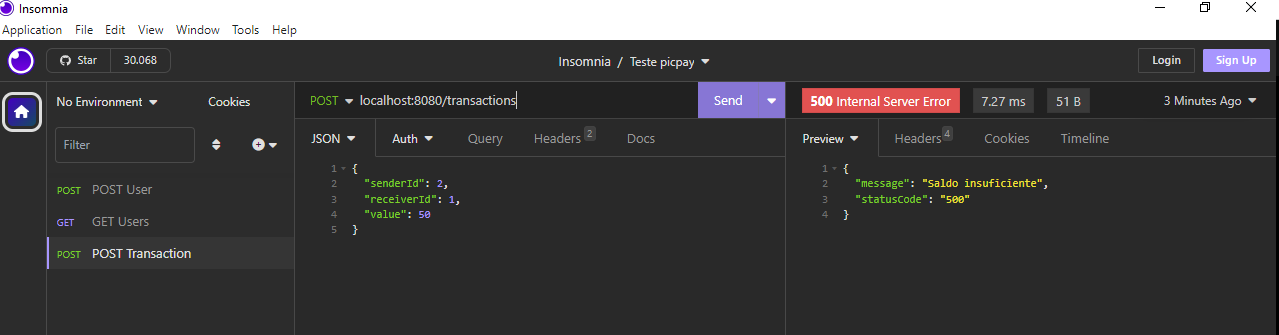 Insomnia
Application File Edit View Window Tools Help
Star 30.068
Insomnia / Teste picpay
Login Sign Up
No Environment Cookies
POST localhost:8080/transactions Send
500 Internal Server Error 7.27 ms 51 B 3 Minutes Ago
Filter
JSON Auth Query Headers 2 Docs
Preview Headers 4 Cookies Timeline
POST POST User
GET GET Users
POST POST Transaction
1 {
2 "senderId": 2,
3 "receiverId": 1,
4 "value": 50
5 }
1 {
2 "message": "Saldo insuficiente",
3 "statusCode": "500"
4 }